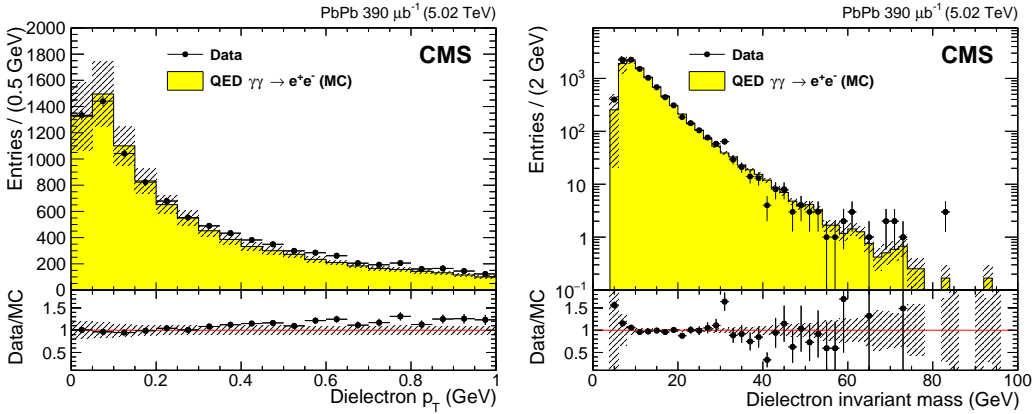 PbPb 390 μb⁻¹ (5.02 TeV)
CMS
Data
QED γγ → e⁺e⁻ (MC)
Entries / (0.5 GeV)
2000
1800
1600
1400
1200
1000
800
600
400
200
0
Data/MC
1.5
1
0.5
0 0.2 0.4 0.6 0.8 1
Dielectron p_T (GeV)
PbPb 390 μb⁻¹ (5.02 TeV)
CMS
Data
QED γγ → e⁺e⁻ (MC)
Entries / (2 GeV)
10³
10²
10
1
10⁻¹
Data/MC
1.5
1
0.5
0 20 40 60 80 100
Dielectron invariant mass (GeV)